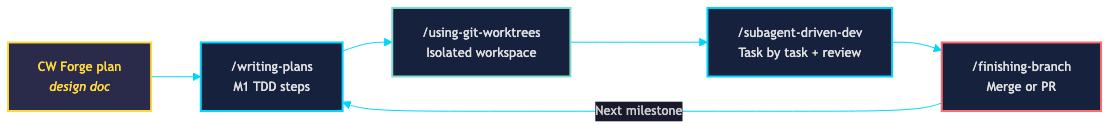 CW Forge plan
design doc
/writing-plans
M1 TDD steps
/using-git-worktrees
Isolated workspace
/subagent-driven-dev
Task by task + review
/finishing-branch
Merge or PR
Next milestone